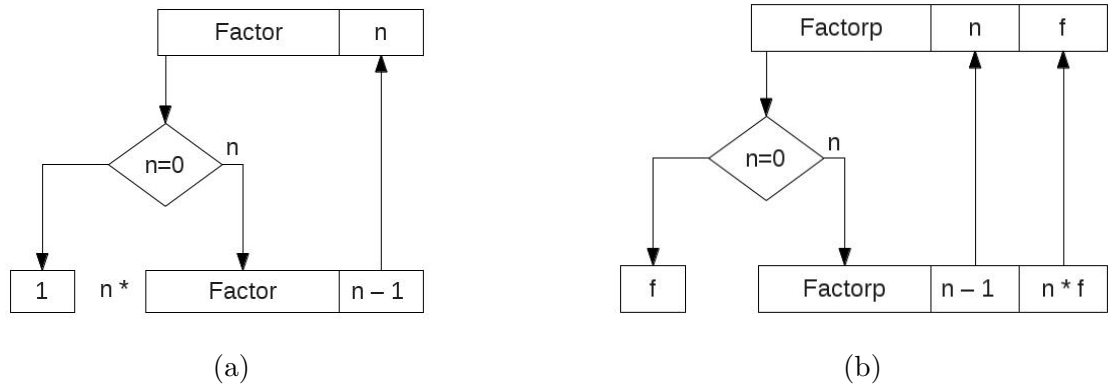 Factor n
n=0 n
1 n * Factor n – 1
(a)
Factorp n f
n=0 n
f Factorp n – 1 n * f
(b)